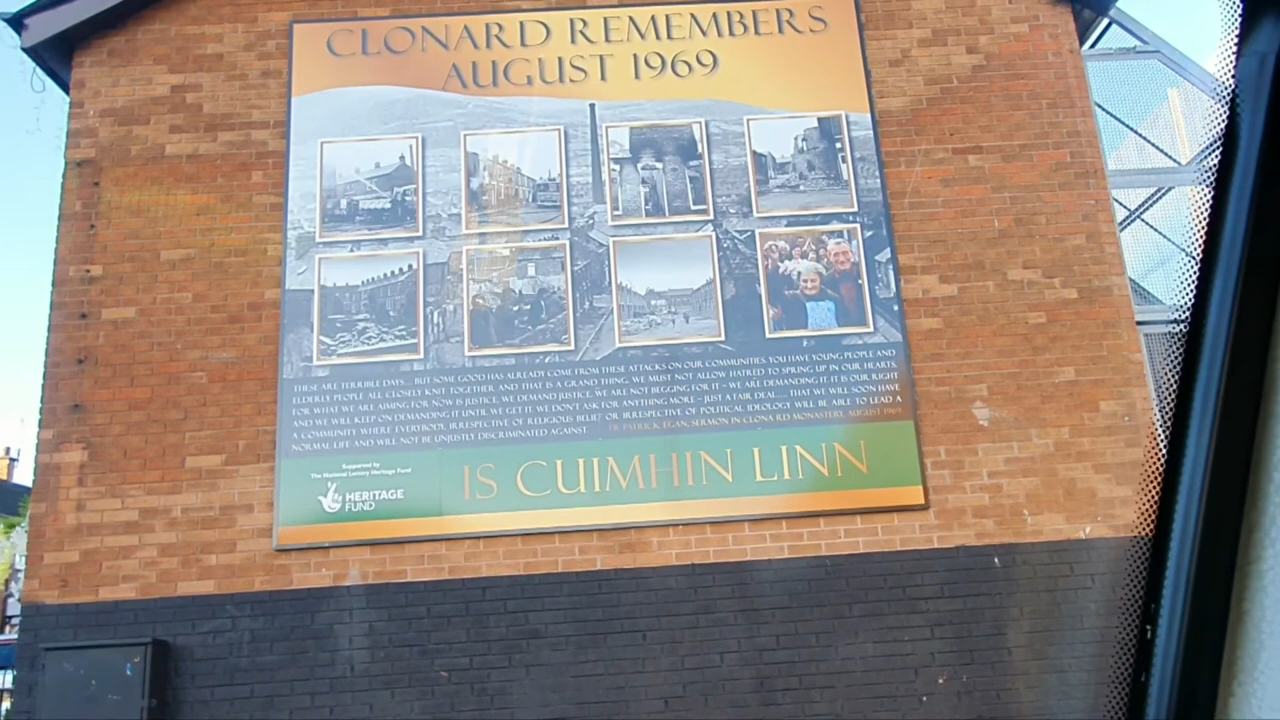 CLONARD REMEMBERS
AUGUST 1969
THESE ARE TERRIBLE DAYS... BUT SOME GOOD HAS ALREADY COME FROM THESE ATTACKS ON OUR COMMUNITIES. YOU HAVE YOUNG PEOPLE AND
ELDERLY PEOPLE ALL CLOSELY KNIT TOGETHER AND THAT IS A GRAND THING. WE MUST NOT ALLOW HATRED TO SPRING UP IN OUR HEARTS.
FOR WHAT WE ARE AIMING FOR NOW IS JUSTICE, WE DEMAND JUSTICE, WE ARE NOT BEGGING FOR IT – WE ARE DEMANDING IT. IT IS OUR RIGHT
AND WE WILL KEEP ON DEMANDING IT UNTIL WE GET IT. WE DON'T ASK FOR ANYTHING MORE – JUST A FAIR DEAL..... THAT WE WILL SOON HAVE
A COMMUNITY WHERE EVERYBODY, IRRESPECTIVE OF RELIGIOUS BELIEF OR IRRESPECTIVE OF POLITICAL IDEOLOGY WILL BE ABLE TO LEAD A
NORMAL LIFE AND WILL NOT BE UNJUSTLY DISCRIMINATED AGAINST. FR. PATRICK EGAN, SERMON IN CLONARD MONASTERY, AUGUST 1969
Supported by
The National Lottery Heritage Fund
HERITAGE
FUND
IS CUIMHIN LINN